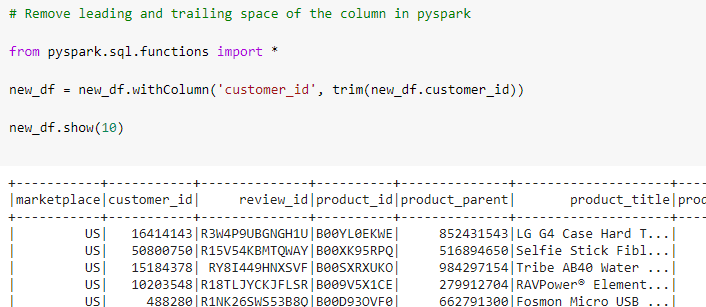 # Remove leading and trailing space of the column in pyspark
from pyspark.sql.functions import *
new_df = new_df.withColumn('customer_id', trim(new_df.customer_id))
new_df.show(10)
+-----------+-----------+--------------+----------+--------------+--------------------+----
|marketplace|customer_id|     review_id|product_id|product_parent|       product_title|prod
+-----------+-----------+--------------+----------+--------------+--------------------+----
|         US|   16414143|R3W4P9UBGNGH1U|B00YL0EKWE|     852431543|LG G4 Case Hard T...|
|         US|   50800750|R15V54KBMTQWAY|B00XK95RPQ|     516894650|Selfie Stick Fibl...|
|         US|   15184378| RY8I449HNXSVF|B00SXRXUKO|     984297154|Tribe AB40 Water ...|
|         US|   10203548|R18TLJYCKJFLSR|B009V5X1CE|     279912704|RAVPower® Element...|
|         US|     488280|R1NK26SWS53B8Q|B00D93OVF0|     662791300|Fosmon Micro USB ...|